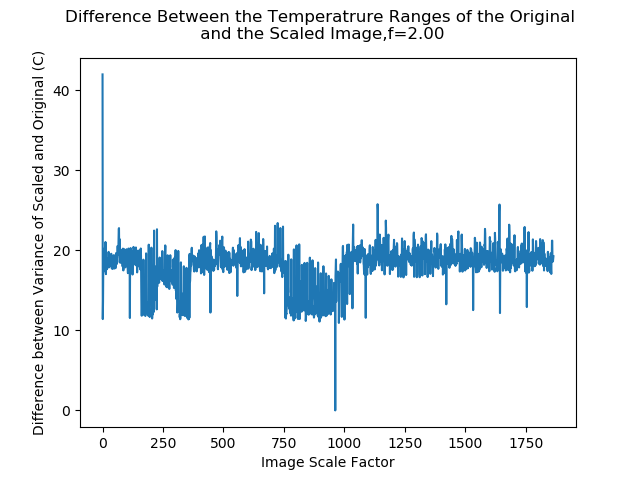 Difference Between the Temperatrure Ranges of the Original
and the Scaled Image,f=2.00
Difference between Variance of Scaled and Original (C)
40
30
20
10
0
0 250 500 750 1000 1250 1500 1750
Image Scale Factor